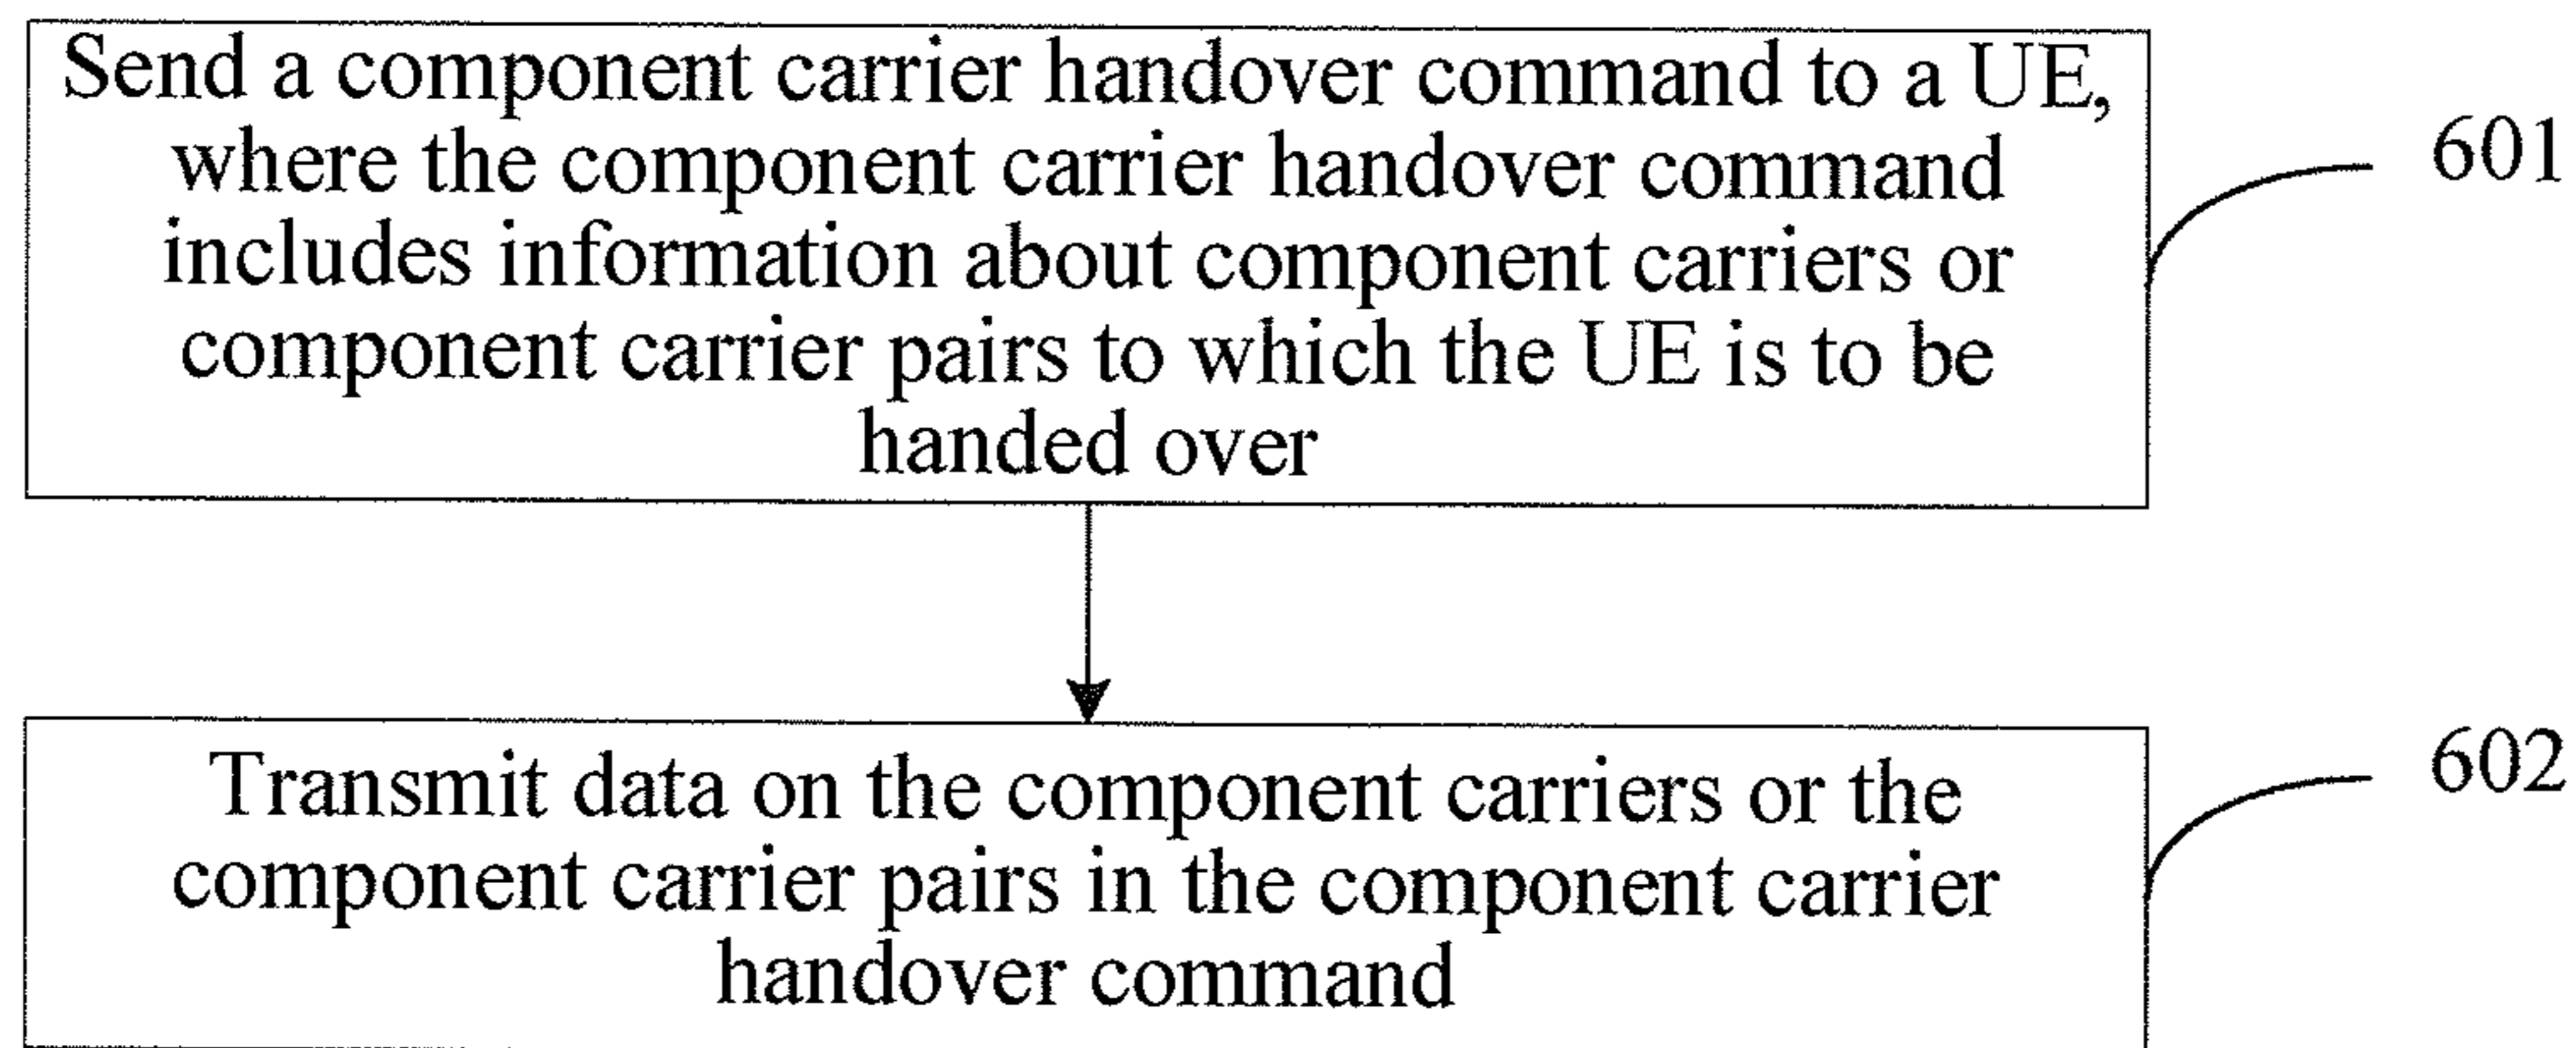 Send a component carrier handover command to a UE,
where the component carrier handover command
includes information about component carriers or
component carrier pairs to which the UE is to be
handed over
601
Transmit data on the component carriers or the
component carrier pairs in the component carrier
handover command
602